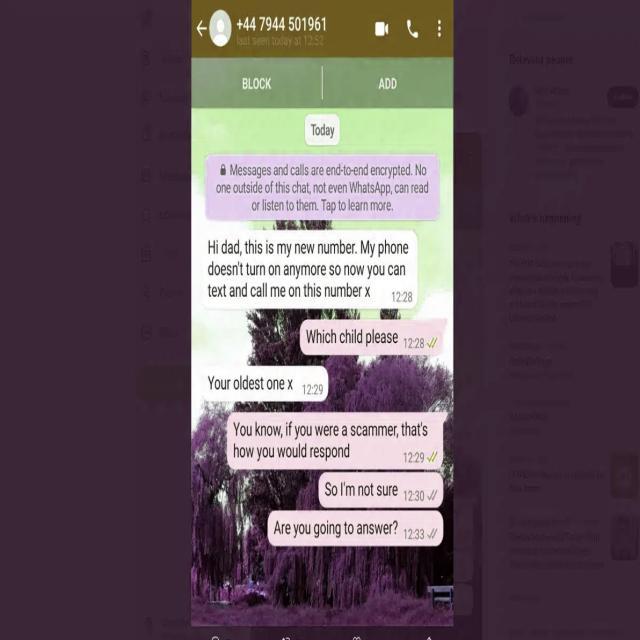 +44 7944 501961
last seen today at 12:52
BLOCK
ADD
Today
Messages and calls are end-to-end encrypted. No
one outside of this chat, not even WhatsApp, can read
or listen to them. Tap to learn more.
Hi dad, this is my new number. My phone
doesn't turn on anymore so now you can
text and call me on this number x
12:28
Which child please
12:28
Your oldest one x
12:29
You know, if you were a scammer, that's
how you would respond
12:29
So I'm not sure
12:30
Are you going to answer?
12:33
Relevant people
What's happening